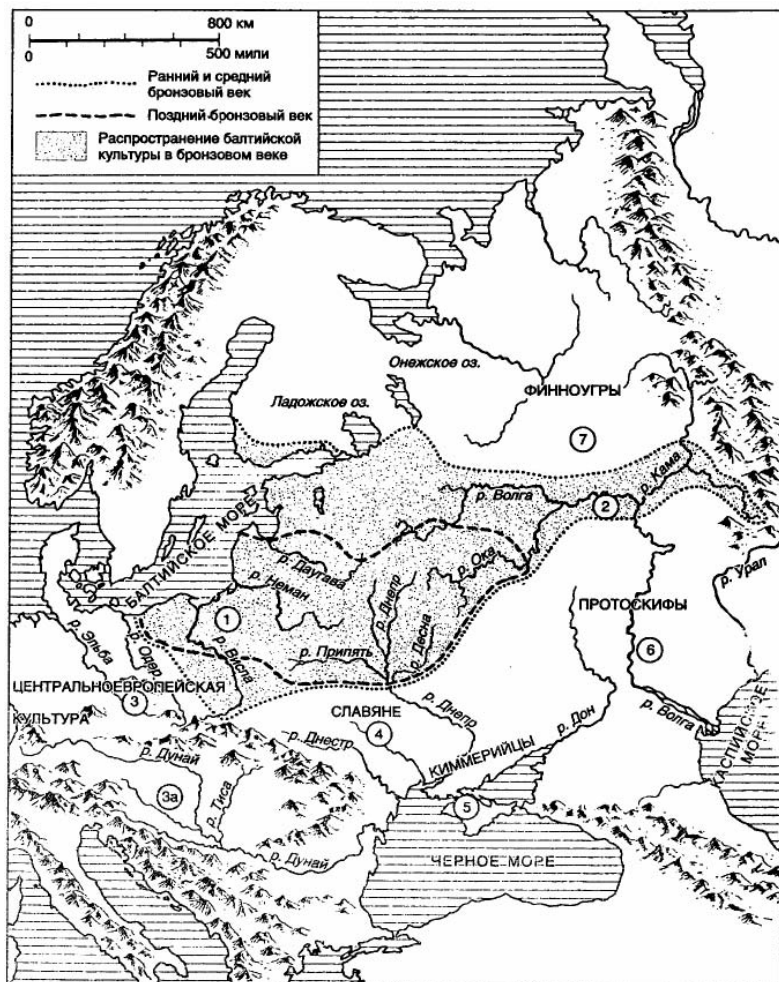 0 800 км
0 500 мили
Ранний и средний
бронзовый век
Поздний бронзовый век
Распространение балтийской
культуры в бронзовом веке
Онежское оз.
Ладожское оз.
ФИННОУГРЫ
7
р. Кама
р. Волга
2
БАЛТИЙСКОЕ МОРЕ
р. Даугава
р. Ока
р. Урал
р. Неман
р. Днепр
ПРОТОСКИФЫ
1
р. Десна
р. Эльба
р. Одер
р. Висла
р. Припять
6
ЦЕНТРАЛЬНОЕВРОПЕЙСКАЯ
КУЛЬТУРА
3
СЛАВЯНЕ
4
р. Днепр
р. Дон
р. Волга
КАСПИЙСКОЕ
МОРЕ
р. Дунай
р. Днестр
КИММЕРИЙЦЫ
3а
р. Тиса
5
р. Дунай
ЧЕРНОЕ МОРЕ